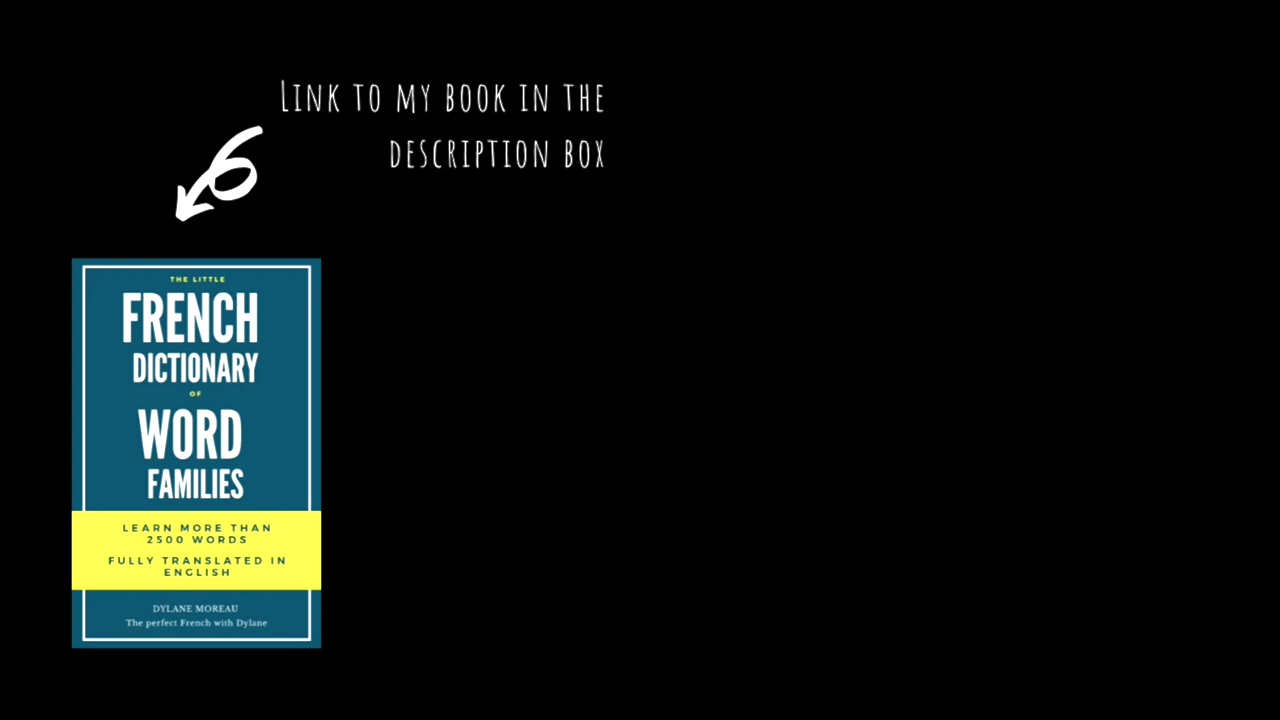 LINK TO MY BOOK IN THE
DESCRIPTION BOX
THE LITTLE
FRENCH
DICTIONARY
OF
WORD
FAMILIES
LEARN MORE THAN
2500 WORDS
FULLY TRANSLATED IN
ENGLISH
DYLANE MOREAU
The perfect French with Dylane